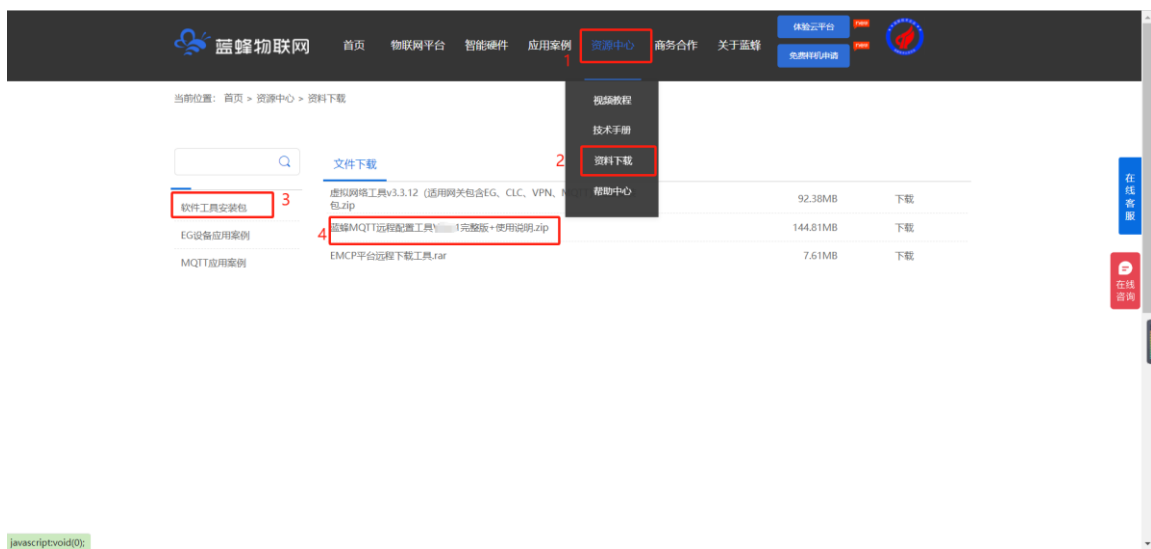 体验云平台
new
蓝蜂物联网
首页
物联网平台
智能硬件
应用案例
资源中心
商务合作
关于蓝蜂
1
免费样机申请
new
当前位置： 首页 > 资源中心 > 资料下载
视频教程
技术手册
2
资料下载
帮助中心
文件下载
3
软件工具安装包
EG设备应用案例
MQTT应用案例
虚拟网络工具v3.3.12（适用网关包含EG、CLC、VPN、
包.zip
92.38MB
下载
4
蓝蜂MQTT远程配置工具 1完整版+使用说明.zip
144.81MB
下载
EMCP平台远程下载工具.rar
7.61MB
下载
在线客服
在线
咨询
javascript:void(0);